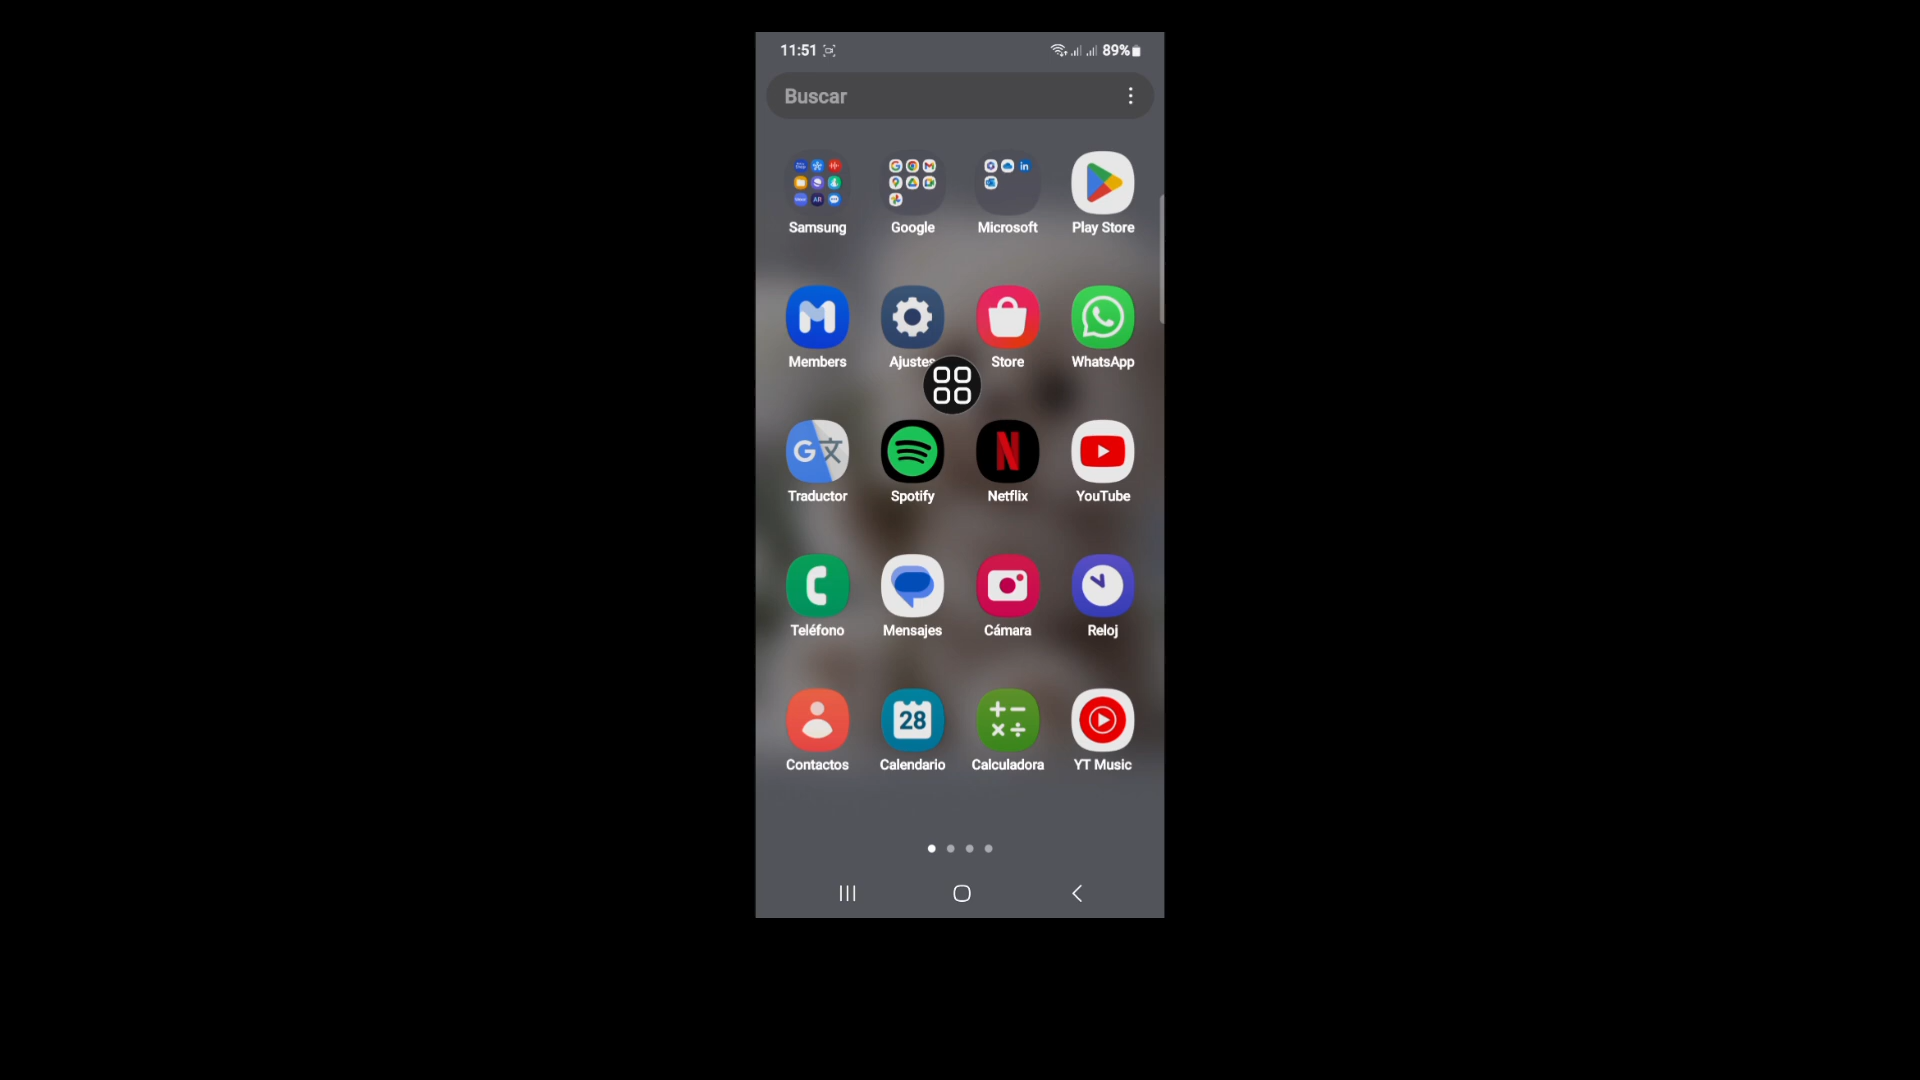 11:51
89%
Buscar
Samsung
Google
Microsoft
Play Store
Members
Ajustes
Store
WhatsApp
Traductor
Spotify
Netflix
YouTube
Teléfono
Mensajes
Cámara
Reloj
28
Contactos
Calendario
Calculadora
YT Music